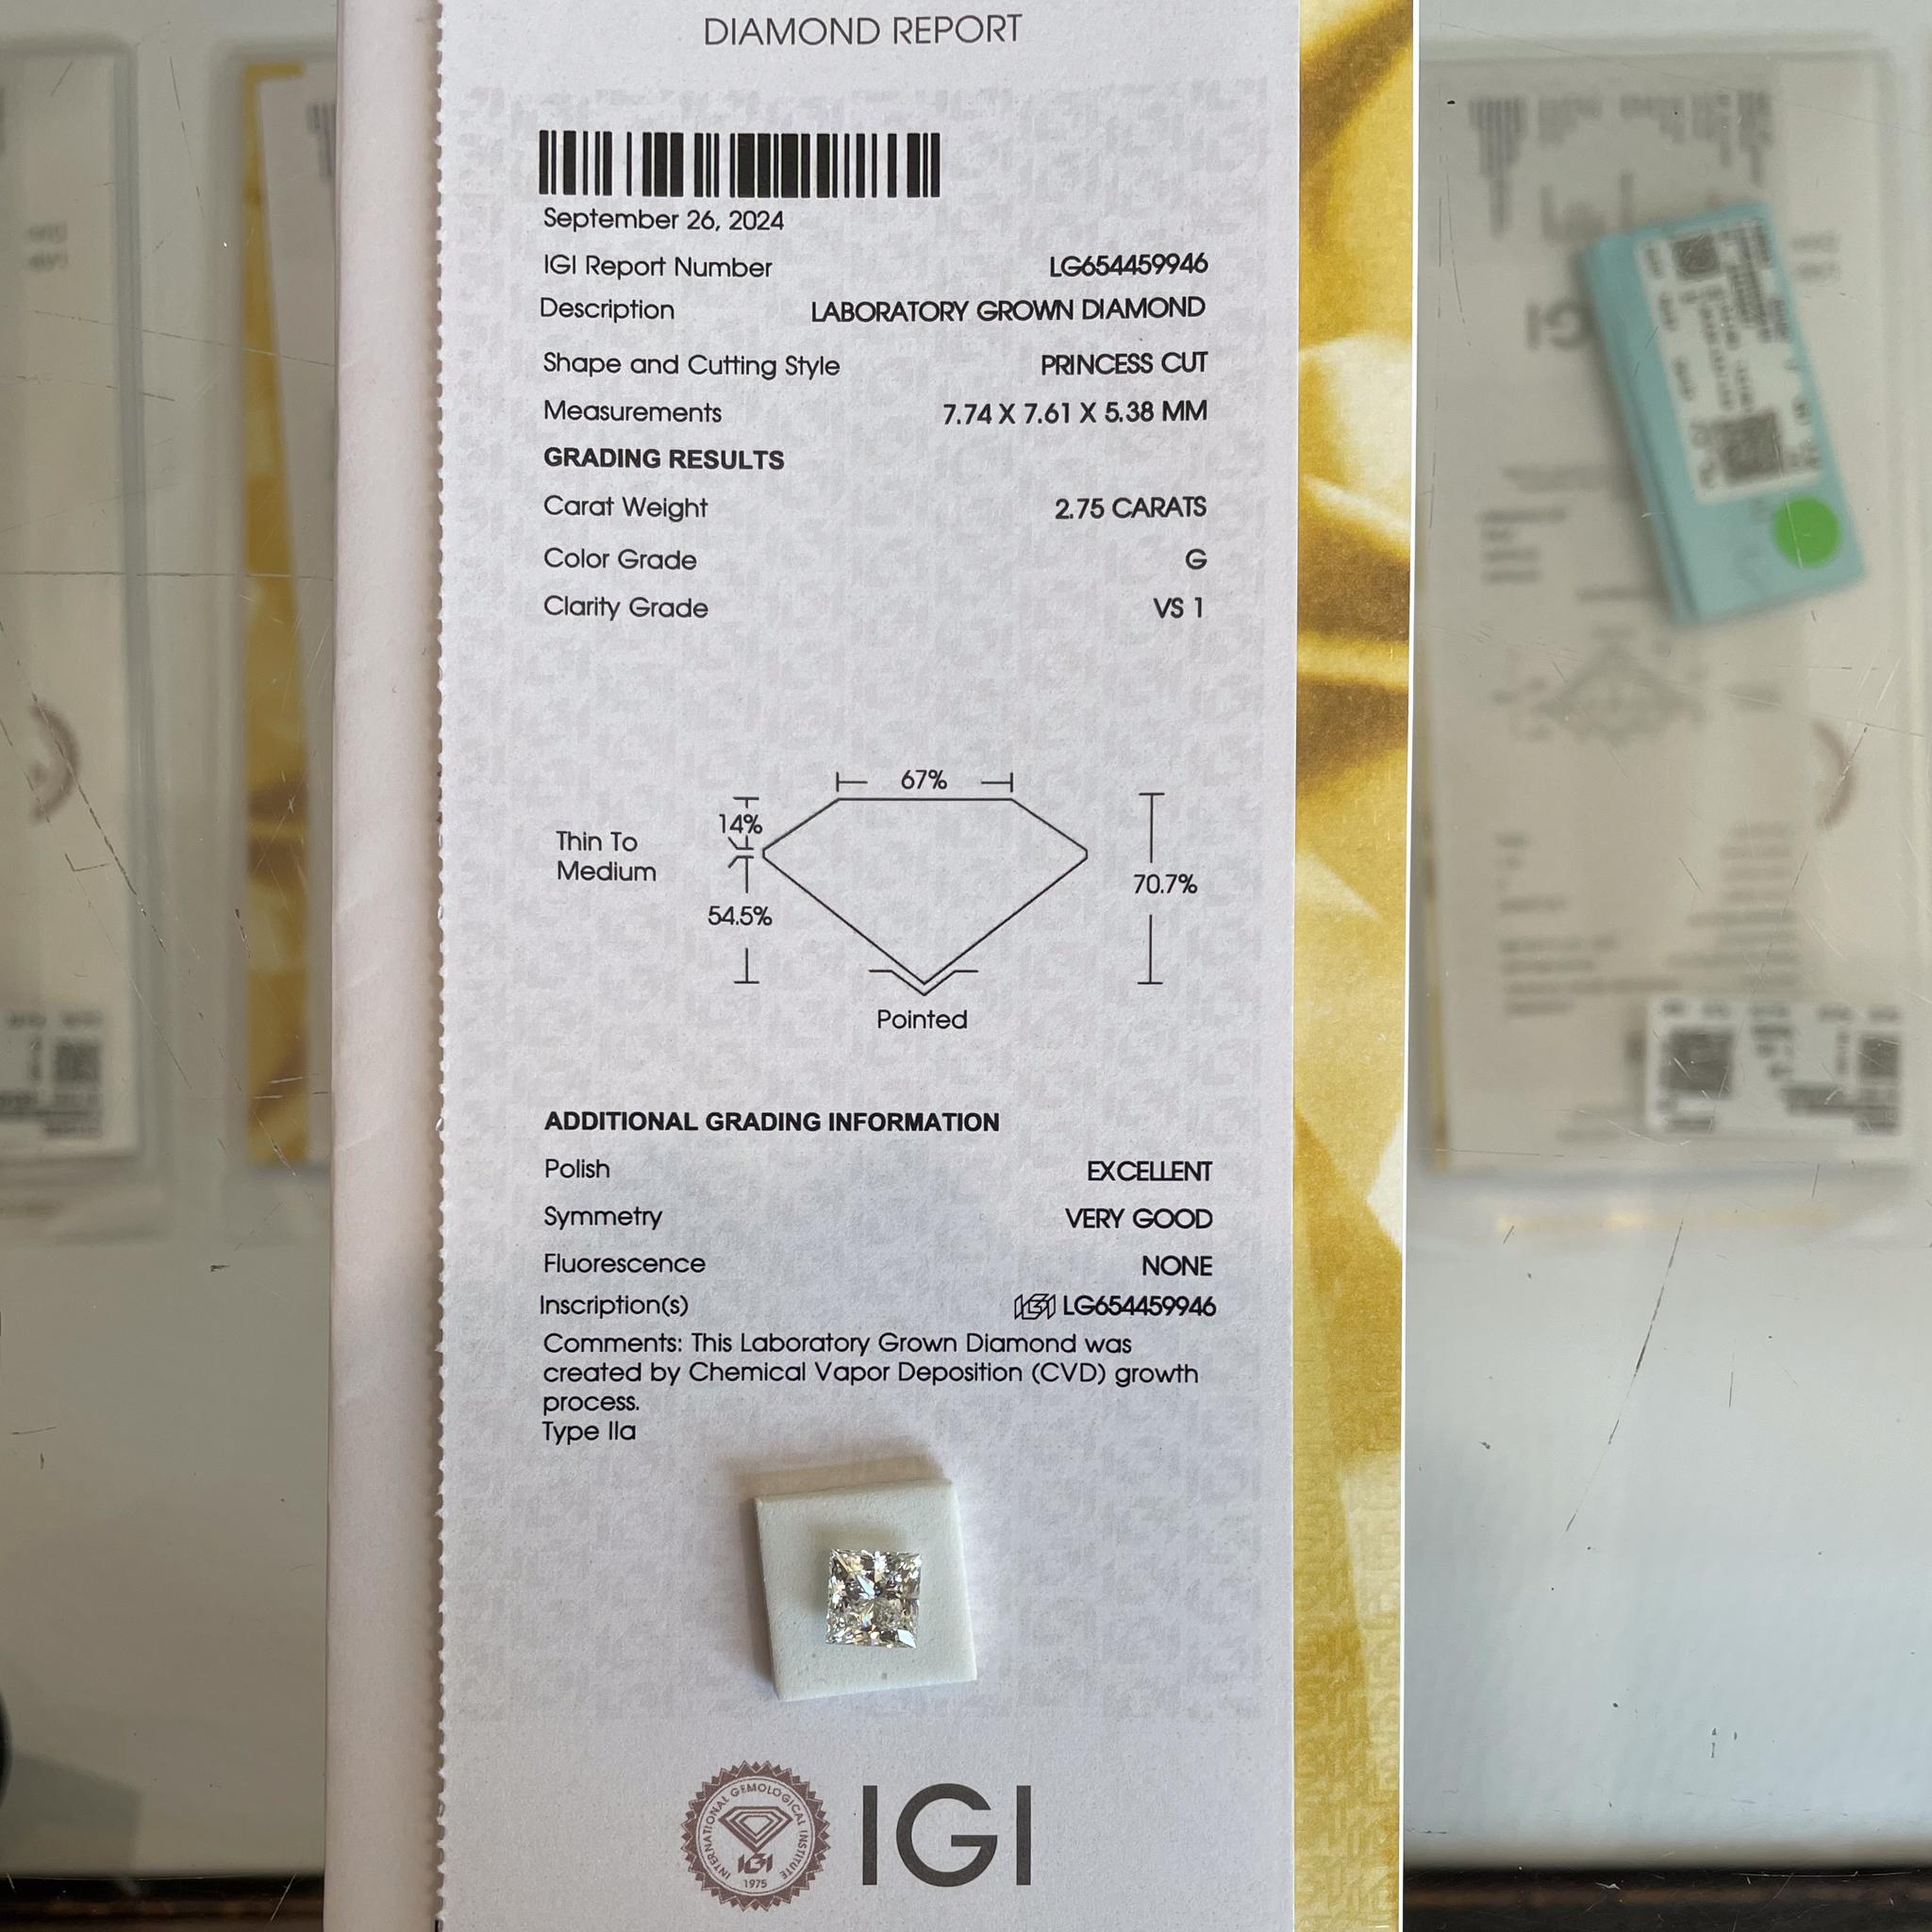 DIAMOND REPORT
September 26, 2024
IGI Report Number LG654459946
Description LABORATORY GROWN DIAMOND
Shape and Cutting Style PRINCESS CUT
Measurements 7.74 X 7.61 X 5.38 MM
GRADING RESULTS
Carat Weight 2.75 CARATS
Color Grade G
Clarity Grade VS 1
67%
14%
Thin To
Medium
70.7%
54.5%
Pointed
ADDITIONAL GRADING INFORMATION
Polish EXCELLENT
Symmetry VERY GOOD
Fluorescence NONE
Inscription(s) IGI LG654459946
Comments: This Laboratory Grown Diamond was
created by Chemical Vapor Deposition (CVD) growth
process.
Type IIa
INTERNATIONAL GEMOLOGICAL INSTITUTE
IGI
1975
IGI